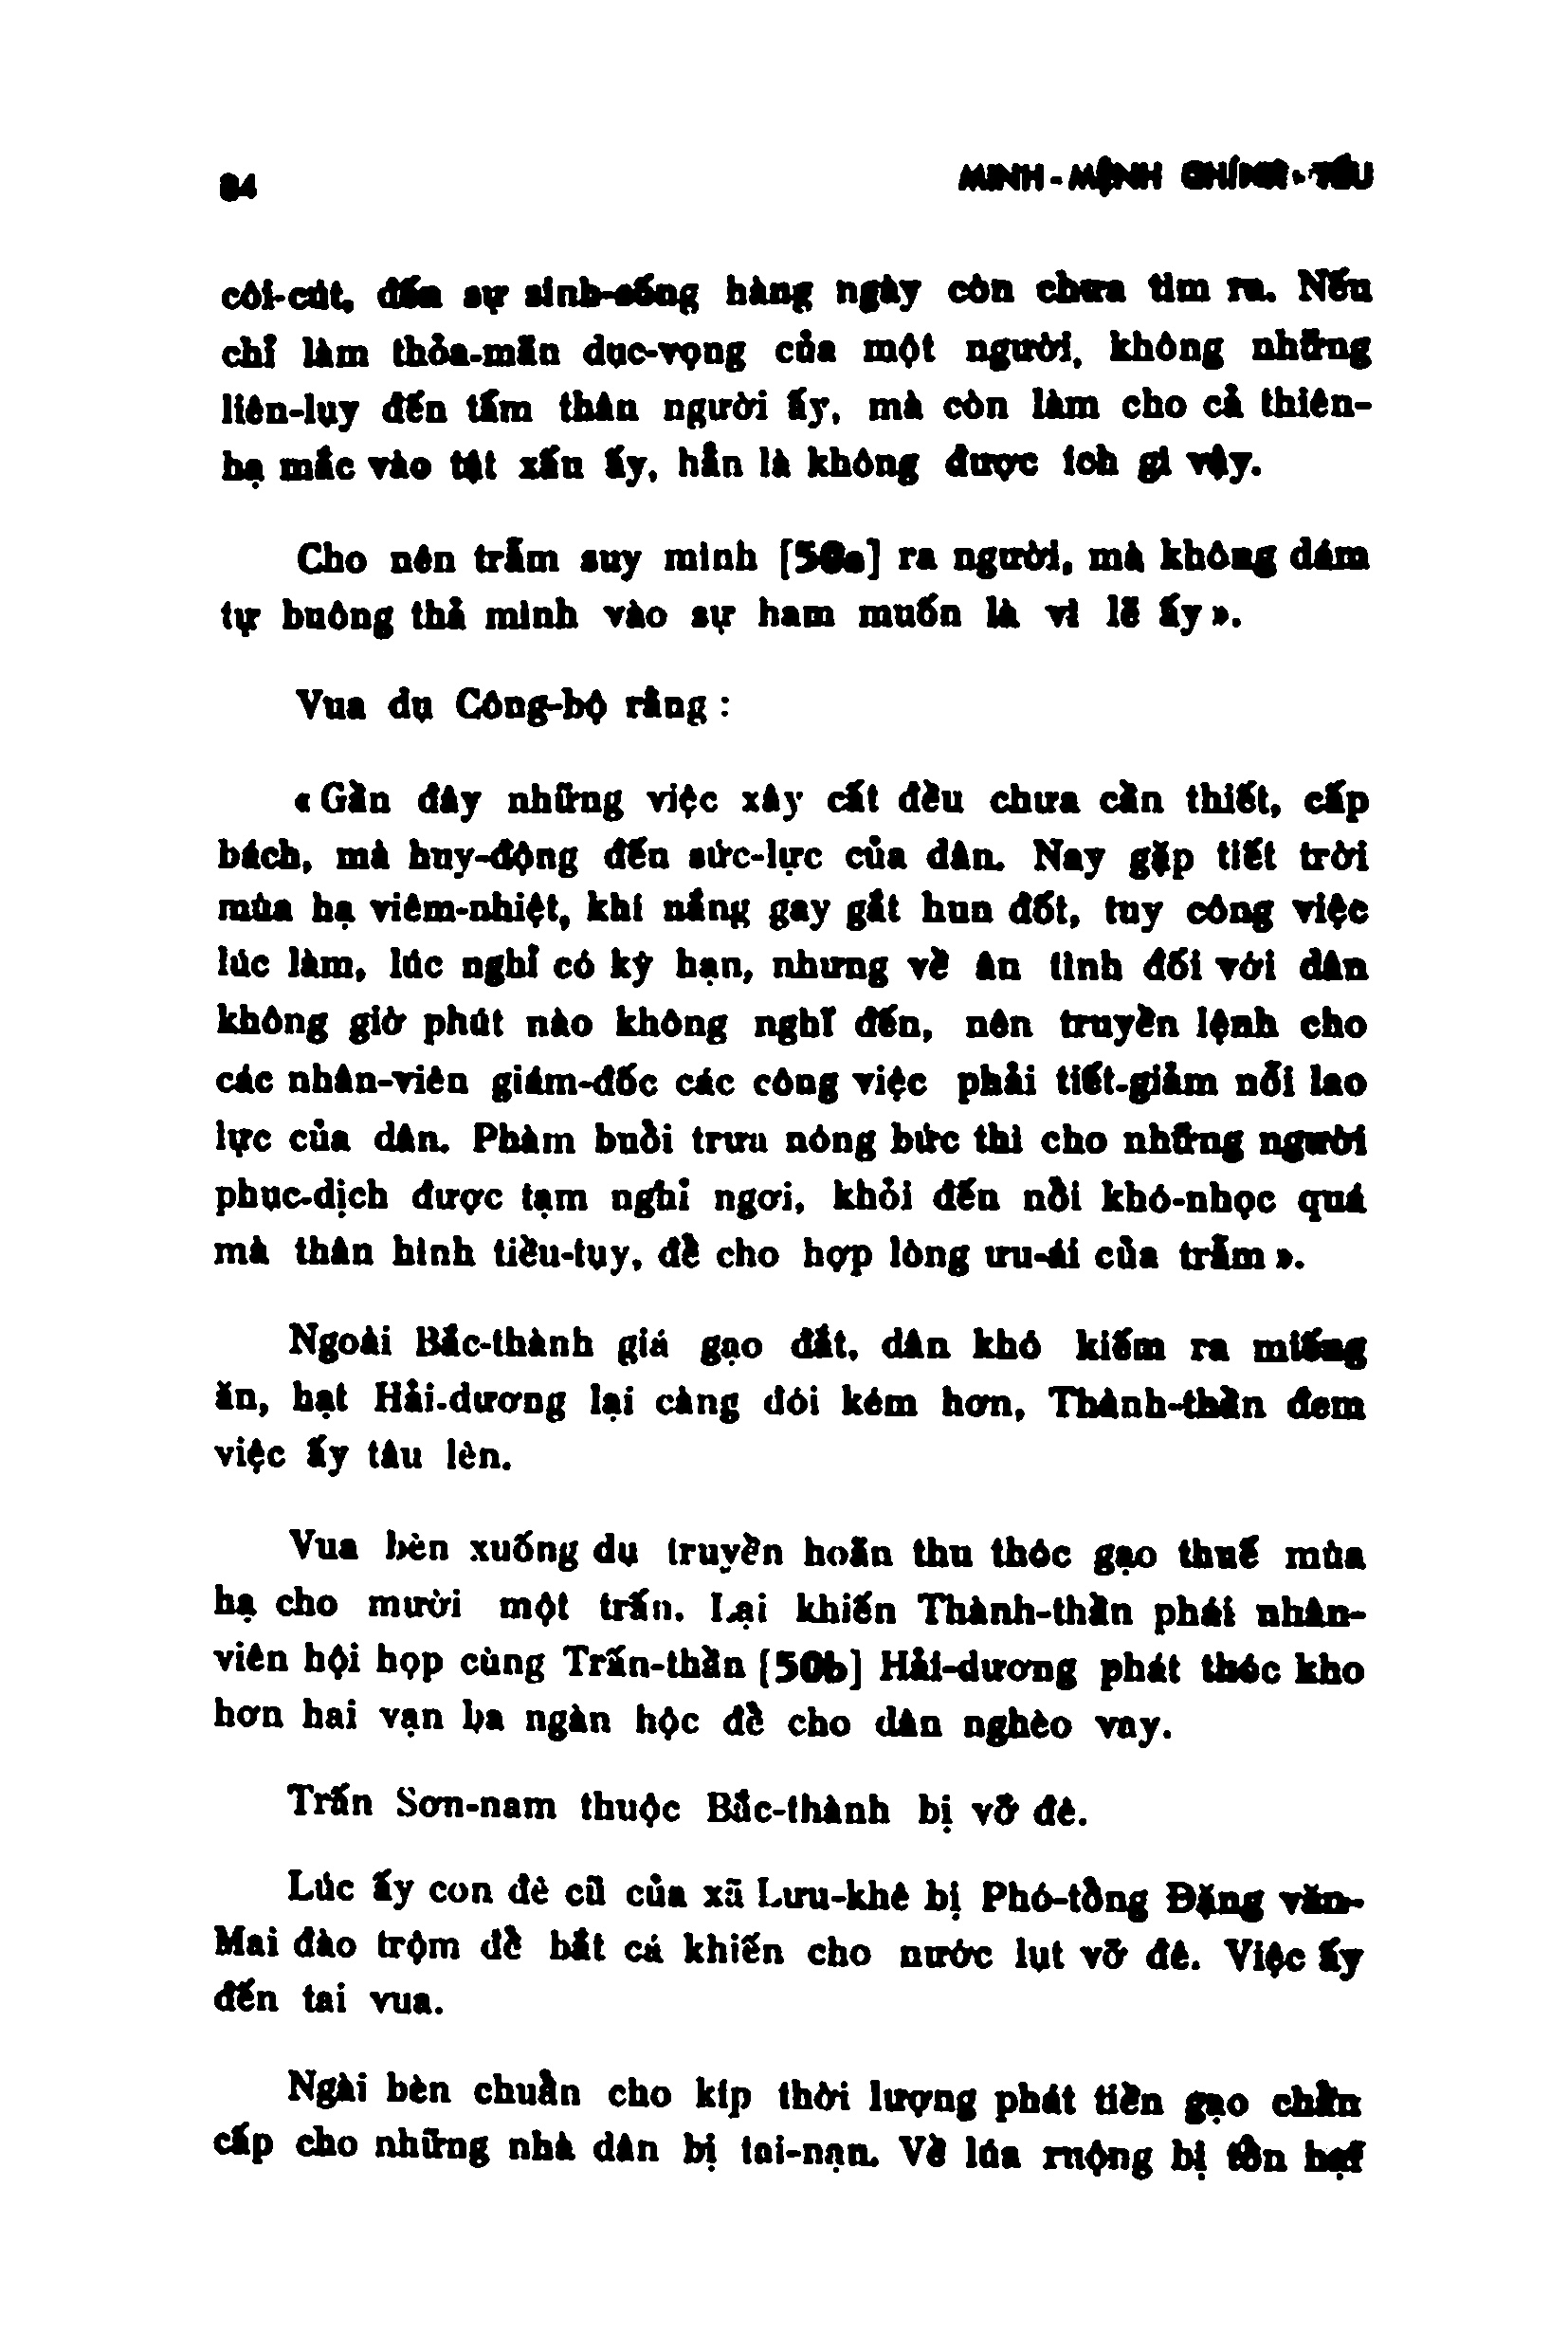 84 MINH-MỆNH CHÍNH-YẾU
côi-cút, đến sự sinh-sống hàng ngày còn chưa tìm ra. Nếu
chỉ làm thỏa-mãn dục-vọng của một người, không những
liên-lụy đến tấm thân người ấy, mà còn làm cho cả thiên-
hạ mắc vào tật xấu ấy, hẳn là không được ích gì vậy.
Cho nên trẫm suy mình [50a] ra người, mà không dám
tự buông thả mình vào sự ham muốn là vì lẽ ấy».
Vua dụ Công-bộ rằng :
« Gần đây những việc xây cất đều chưa cần thiết, cấp
bách, mà huy-động đến sức-lực của dân. Nay gặp tiết trời
mùa hạ viêm-nhiệt, khí nắng gay gắt hun đốt, tuy công việc
lúc làm, lúc nghỉ có kỳ hạn, nhưng về ân tình đối với dân
không giờ phút nào không nghĩ đến, nên truyền lệnh cho
các nhân-viên giám-đốc các công việc phải tiết-giảm nỗi lao
lực của dân. Phàm buổi trưa nóng bức thì cho những người
phục-dịch được tạm nghỉ ngơi, khỏi đến nỗi khó-nhọc quá
mà thân hình tiều-tụy, để cho hợp lòng ưu-ái của trẫm ».
Ngoài Bắc-thành giá gạo đắt, dân khó kiếm ra miếng
ăn, hạt Hải-dương lại càng đói kém hơn, Thành-thần đem
việc ấy tâu lên.
Vua bèn xuống dụ truyền hoãn thu thóc gạo thuế mùa
hạ cho mười một trấn. Lại khiến Thành-thần phái nhân-
viên hội họp cùng Trấn-thần [50b] Hải-dương phát thóc kho
hơn hai vạn ba ngàn hộc để cho dân nghèo vay.
Trấn Sơn-nam thuộc Bắc-thành bị vỡ đê.
Lúc ấy con đê cũ của xã Lưu-khê bị Phó-tổng Đặng văn-
Mai đào trộm để bắt cá khiến cho nước lụt vỡ đê. Việc ấy
đến tai vua.
Ngài bèn chuẩn cho kíp thời lượng phát tiền gạo chẩn
cấp cho những nhà dân bị tai-nạn. Về lúa ruộng bị tổn hại